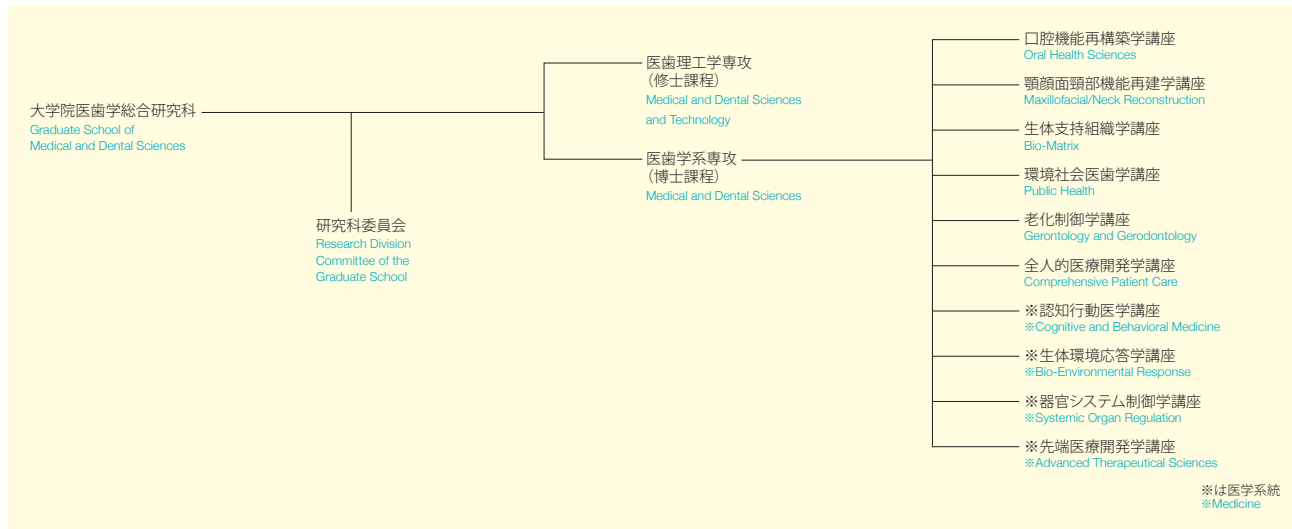 大学院医歯学総合研究科
Graduate School of
Medical and Dental Sciences
研究科委員会
Research Division
Committee of the
Graduate School
医歯理工学専攻
（修士課程）
Medical and Dental Sciences
and Technology
医歯学系専攻
（博士課程）
Medical and Dental Sciences
口腔機能再構築学講座
Oral Health Sciences
顎顔面頸部機能再建学講座
Maxillofacial/Neck Reconstruction
生体支持組織学講座
Bio-Matrix
環境社会医歯学講座
Public Health
老化制御学講座
Gerontology and Gerodontology
全人的医療開発学講座
Comprehensive Patient Care
※認知行動医学講座
※Cognitive and Behavioral Medicine
※生体環境応答学講座
※Bio-Environmental Response
※器官システム制御学講座
※Systemic Organ Regulation
※先端医療開発学講座
※Advanced Therapeutical Sciences
※は医学系統
※Medicine